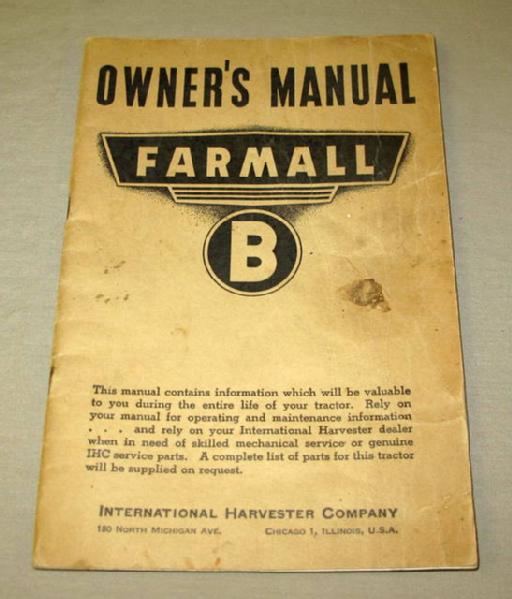 OWNER'S MANUAL
FARMALL
B
This manual contains information which will be valuable
to you during the entire life of your tractor. Rely on
your manual for operating and maintenance information
. . . and rely on your International Harvester dealer
when in need of skilled mechanical service or genuine
IHC service parts. A complete list of parts for this tractor
will be supplied on request.
INTERNATIONAL HARVESTER COMPANY
180 NORTH MICHIGAN AVE. CHICAGO 1, ILLINOIS, U.S.A.